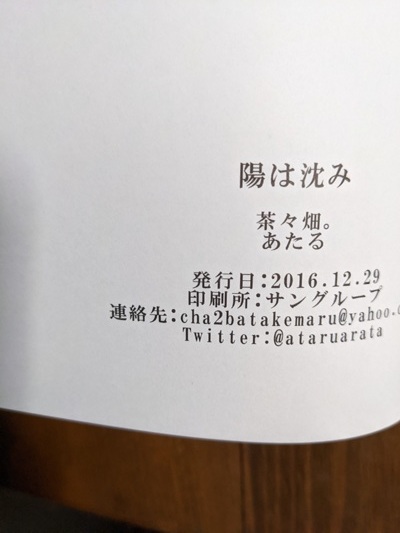 陽は沈み
茶々畑。
あたる
発行日:2016.12.29
印刷所:サングループ
連絡先:cha2batakemaru@yahoo.c
Twitter:@ataruarata